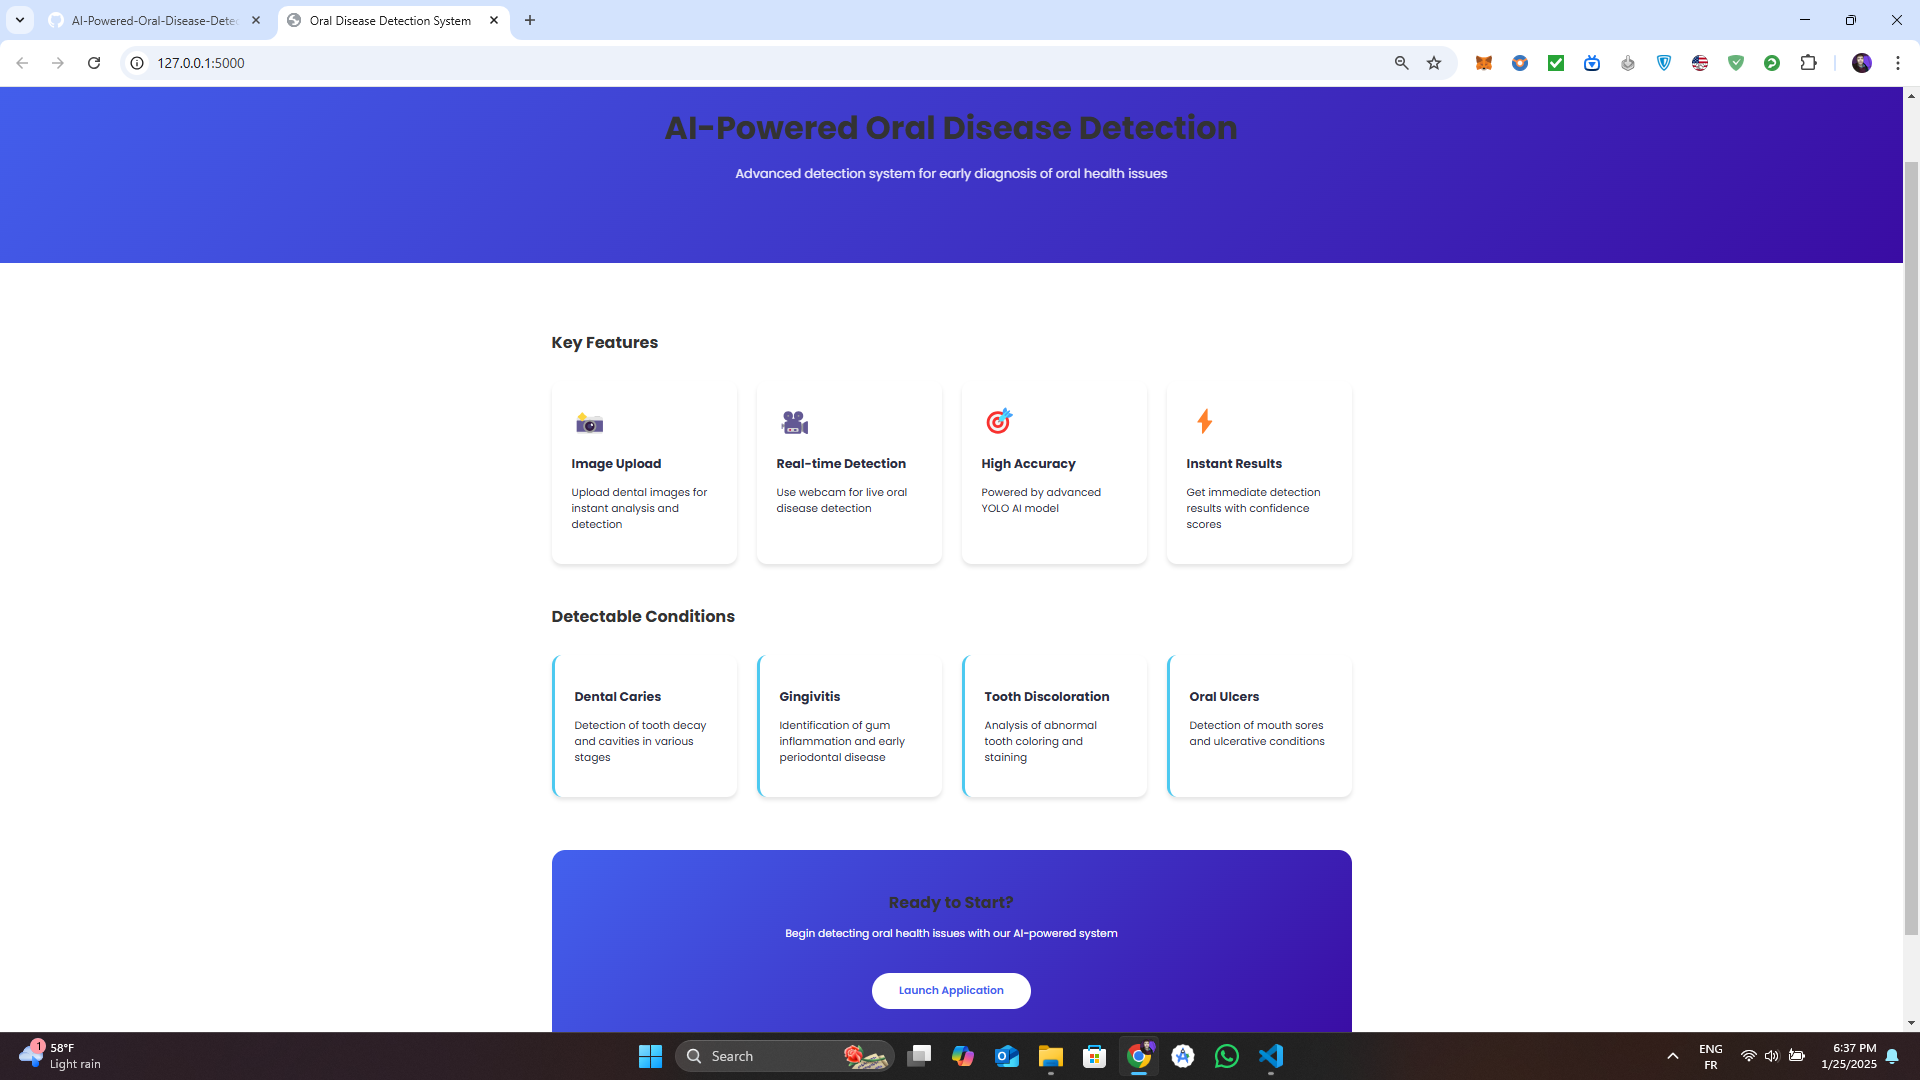 AI-Powered-Oral-Disease-Detec
Oral Disease Detection System
127.0.0.1:5000
AI-Powered Oral Disease Detection
Advanced detection system for early diagnosis of oral health issues
Key Features
Image Upload
Upload dental images for
instant analysis and
detection
Real-time Detection
Use webcam for live oral
disease detection
High Accuracy
Powered by advanced
YOLO AI model
Instant Results
Get immediate detection
results with confidence
scores
Detectable Conditions
Dental Caries
Detection of tooth decay
and cavities in various
stages
Gingivitis
Identification of gum
inflammation and early
periodontal disease
Tooth Discoloration
Analysis of abnormal
tooth coloring and
staining
Oral Ulcers
Detection of mouth sores
and ulcerative conditions
Ready to Start?
Begin detecting oral health issues with our AI-powered system
Launch Application
1
58°F
Light rain
Search
ENG
FR
6:37 PM
1/25/2025